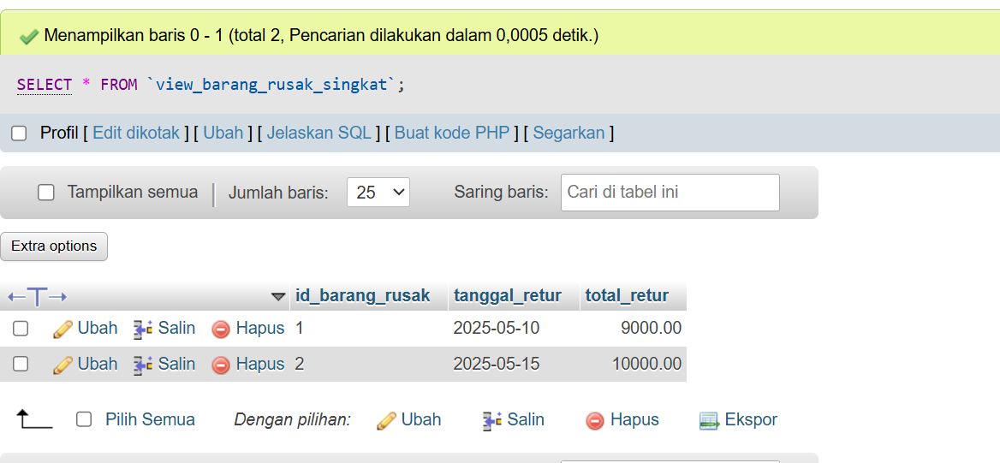 Menampilkan baris 0 - 1 (total 2, Pencarian dilakukan dalam 0,0005 detik.)
SELECT * FROM `view_barang_rusak_singkat`;
Profil [ Edit dikotak ] [ Ubah ] [ Jelaskan SQL ] [ Buat kode PHP ] [ Segarkan ]
Tampilkan semua | Jumlah baris: 25 Saring baris: Cari di tabel ini
Extra options
←T→ id_barang_rusak tanggal_retur total_retur
Ubah Salin Hapus 1 2025-05-10 9000.00
Ubah Salin Hapus 2 2025-05-15 10000.00
Pilih Semua Dengan pilihan: Ubah Salin Hapus Ekspor